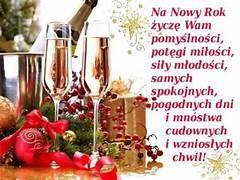 Na Nowy Rok
życzę Wam
pomyślności,
potęgi miłości,
siły młodości,
samych
spokojnych,
pogodnych dni
i mnóstwa
cudownych
i wzniosłych
chwil!